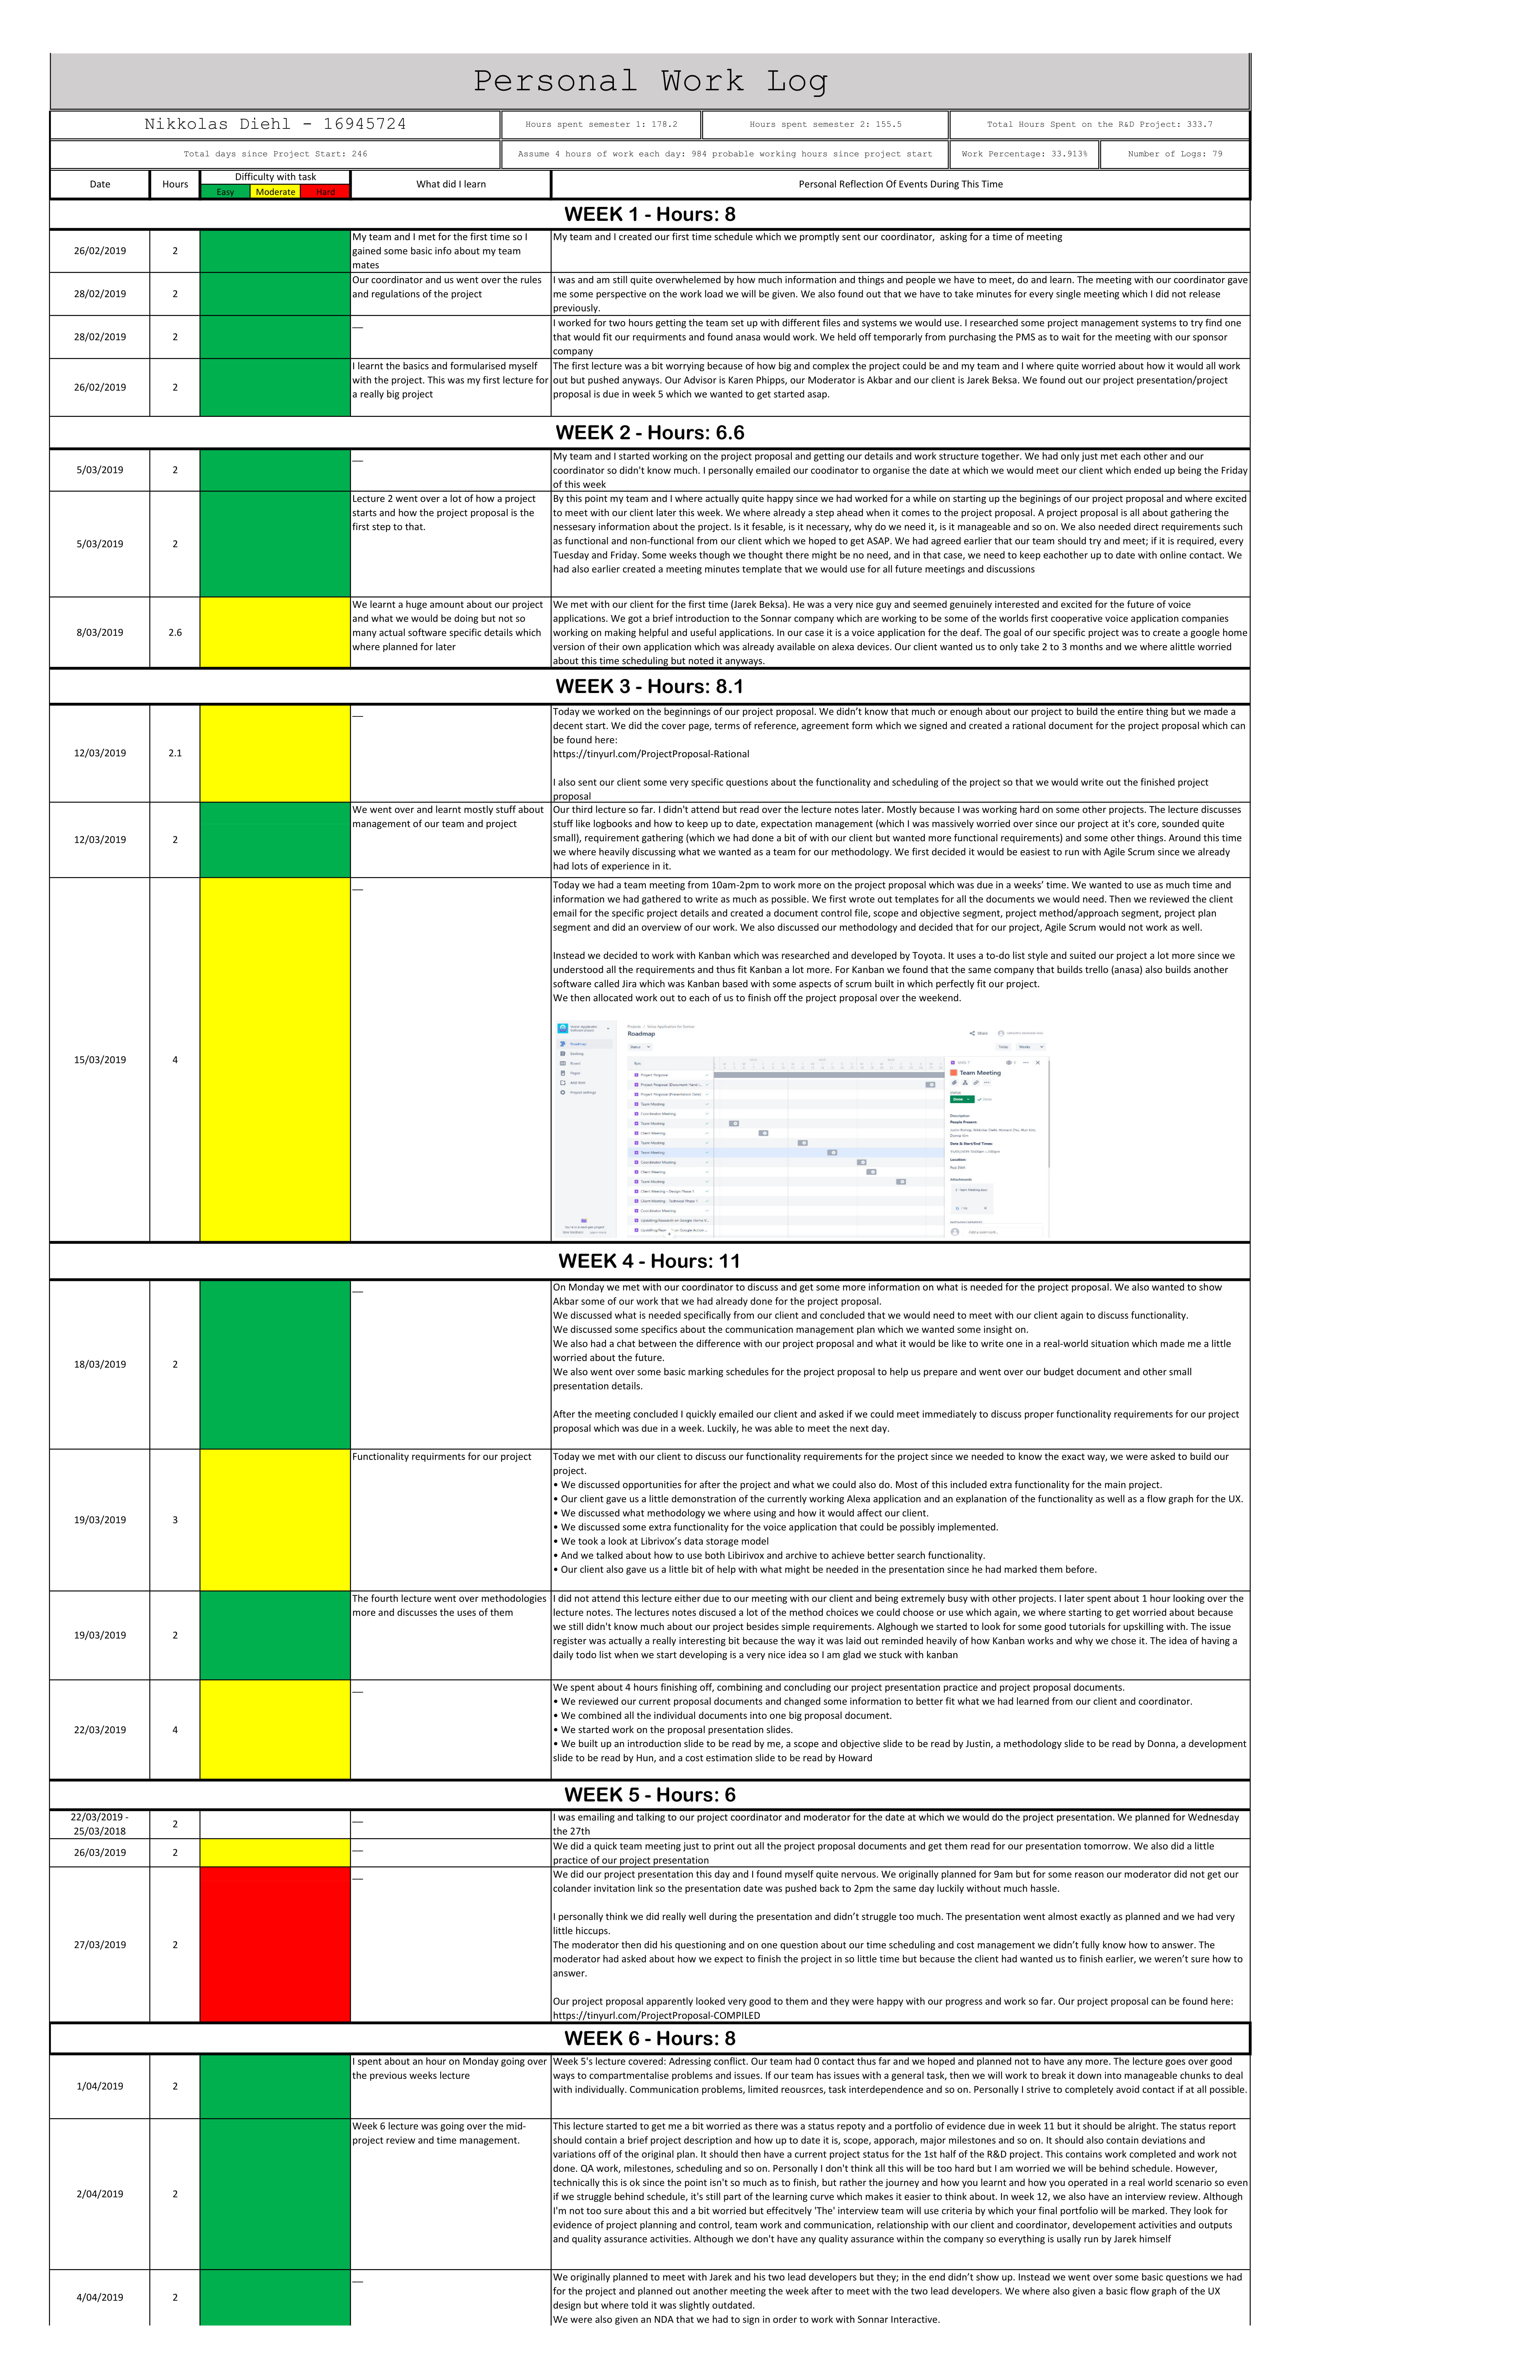 Personal Work Log
Nikkolas Diehl - 16945724
Hours spent semester 1: 178.2
Hours spent semester 2: 155.5
Total Hours Spent on the R&D Project: 333.7
Total days since Project Start: 246
Assume 4 hours of work each day: 984 probable working hours since project start
Work Percentage: 33.913%
Number of Logs: 79
Date
Hours
Difficulty with task
Easy
Moderate
Hard
What did I learn
Personal Reflection Of Events During This Time
WEEK 1 - Hours: 8
26/02/2019
2
My team and I met for the first time so I
gained some basic info about my team
mates
My team and I created our first time schedule which we promptly sent our coordinator,  asking for a time of meeting
28/02/2019
2
Our coordinator and us went over the rules
and regulations of the project
I was and am still quite overwhelemed by how much information and things and people we have to meet, do and learn. The meeting with our coordinator gave
me some perspective on the work load we will be given. We also found out that we have to take minutes for every single meeting which I did not release
previously.
28/02/2019
2
__
I worked for two hours getting the team set up with different files and systems we would use. I researched some project management systems to try find one
that would fit our requirments and found anasa would work. We held off temporarily from purchasing the PMS as to wait for the meeting with our sponsor
company
26/02/2019
2
I learnt the basics and formularised myself
with the project. This was my first lecture for
a really big project
The first lecture was a bit worrying because of how big and complex the project could be and my team and I where quite worried about how it would all work
out but pushed anyways. Our Advisor is Karen Phipps, our Moderator is Akbar and our client is Jarek Beksa. We found out our project presentation/project
proposal is due in week 5 which we wanted to get started asap.
WEEK 2 - Hours: 6.6
5/03/2019
2
__
My team and I started working on the project proposal and getting our details and work structure together. We had only just met each other and our
coordinator so didn't know much. I personally emailed our coodinator to organise the date at which we would meet our client which ended up being the Friday
of this week
5/03/2019
2
Lecture 2 went over a lot of how a project
starts and how the project proposal is the
first step to that.
By this point my team and I where actually quite happy since we had worked for a while on starting up the beginings of our project proposal and where excited
to meet with our client later this week. We where already a step ahead when it comes to the project proposal. A project proposal is all about gathering the
nessesary information about the project. Is it fesable, is it necessary, why do we need it, is it manageable and so on. We also needed direct requirements such
as functional and non-functional from our client which we hoped to get ASAP. We had agreed earlier that our team should try and meet; if it is required, every
Tuesday and Friday. Some weeks though we thought there might be no need, and in that case, we need to keep eachother up to date with online contact. We
had also earlier created a meeting minutes template that we would use for all future meetings and discussions
8/03/2019
2.6
We learnt a huge amount about our project
and what we would be doing but not so
many actual software specific details which
where planned for later
We met with our client for the first time (Jarek Beksa). He was a very nice guy and seemed genuinely interested and excited for the future of voice
applications. We got a brief introduction to the Sonnar company which are working to be some of the worlds first cooperative voice application companies
working on making helpful and useful applications. In our case it is a voice application for the deaf. The goal of our specific project was to create a google home
version of their own application which was already available on alexa devices. Our client wanted us to only take 2 to 3 months and we where alittle worried
about this time scheduling but noted it anyways.
WEEK 3 - Hours: 8.1
12/03/2019
2.1
__
Today we worked on the beginnings of our project proposal. We didn’t know that much or enough about our project to build the entire thing but we made a
decent start. We did the cover page, terms of reference, agreement form which we signed and created a rational document for the project proposal which can
be found here:
https://tinyurl.com/ProjectProposal-Rational
I also sent our client some very specific questions about the functionality and scheduling of the project so that we would write out the finished project
proposal
12/03/2019
2
We went over and learnt mostly stuff about
management of our team and project
Our third lecture so far. I didn't attend but read over the lecture notes later. Mostly because I was working hard on some other projects. The lecture discusses
stuff like logbooks and how to keep up to date, expectation management (which I was massively worried over since our project at it's core, sounded quite
small), requirement gathering (which we had done a bit of with our client but wanted more functional requirements) and some other things. Around this time
we where heavily discussing what we wanted as a team for our methodology. We first decided it would be easiest to run with Agile Scrum since we already
had lots of experience in it.
15/03/2019
4
__
Today we had a team meeting from 10am-2pm to work more on the project proposal which was due in a weeks’ time. We wanted to use as much time and
information we had gathered to write as much as possible. We first wrote out templates for all the documents we would need. Then we reviewed the client
email for the specific project details and created a document control file, scope and objective segment, project method/approach segment, project plan
segment and did an overview of our work. We also discussed our methodology and decided that for our project, Agile Scrum would not work as well.
Instead we decided to work with Kanban which was researched and developed by Toyota. It uses a to-do list style and suited our project a lot more since we
understood all the requirements and thus fit Kanban a lot more. For Kanban we found that the same company that builds trello (anasa) also builds another
software called Jira which was Kanban based with some aspects of scrum built in which perfectly fit our project.
We then allocated work out to each of us to finish off the project proposal over the weekend.
Projects / Voice Application for Sonnar
Roadmap
Share
Status
Today
Weeks
Roadmap
Backlog
Board
Pages
Add item
Project settings
Epic
Project Proposal
Project Proposal (Document Hand-...
Project Proposal (Presentation Date)
Team Meeting
Coordinator Meeting
Team Meeting
Client Meeting
Team Meeting
Team Meeting
Coordinator Meeting
Client Meeting
Team Meeting
Client Meeting - Design Phase 1
Client Meeting - Technical Phase 1
Coordinator Meeting
Team Meeting
Done
Description
People Present:
Date & Start/End Times:
Location:
Attachments
WEEK 4 - Hours: 11
18/03/2019
2
__
On Monday we met with our coordinator to discuss and get some more information on what is needed for the project proposal. We also wanted to show
Akbar some of our work that we had already done for the project proposal.
We discussed what is needed specifically from our client and concluded that we would need to meet with our client again to discuss functionality.
We discussed some specifics about the communication management plan which we wanted some insight on.
We also had a chat between the difference with our project proposal and what it would be like to write one in a real-world situation which made me a little
worried about the future.
We also went over some basic marking schedules for the project proposal to help us prepare and went over our budget document and other small
presentation details.
After the meeting concluded I quickly emailed our client and asked if we could meet immediately to discuss proper functionality requirements for our project
proposal which was due in a week. Luckily, he was able to meet the next day.
19/03/2019
3
Functionality requirments for our project
Today we met with our client to discuss our functionality requirements for the project since we needed to know the exact way, we were asked to build our
project.
• We discussed opportunities for after the project and what we could also do. Most of this included extra functionality for the main project.
• Our client gave us a little demonstration of the currently working Alexa application and an explanation of the functionality as well as a flow graph for the UX.
• We discussed what methodology we where using and how it would affect our client.
• We discussed some extra functionality for the voice application that could be possibly implemented.
• We took a look at Librivox’s data storage model
• And we talked about how to use both Libirivox and archive to achieve better search functionality.
• Our client also gave us a little bit of help with what might be needed in the presentation since he had marked them before.
19/03/2019
2
The fourth lecture went over methodologies
more and discusses the uses of them
I did not attend this lecture either due to our meeting with our client and being extremely busy with other projects. I later spent about 1 hour looking over the
lecture notes. The lectures notes discused a lot of the method choices we could choose or use which again, we where starting to get worried about because
we still didn't know much about our project besides simple requirements. Alghough we started to look for some good tutorials for upskilling with. The issue
register was actually a really interesting bit because the way it was laid out reminded heavily of how Kanban works and why we chose it. The idea of having a
daily todo list when we start developing is a very nice idea so I am glad we stuck with kanban
22/03/2019
4
__
We spent about 4 hours finishing off, combining and concluding our project presentation practice and project proposal documents.
• We reviewed our current proposal documents and changed some information to better fit what we had learned from our client and coordinator.
• We combined all the individual documents into one big proposal document.
• We started work on the proposal presentation slides.
• We built up an introduction slide to be read by me, a scope and objective slide to be read by Justin, a methodology slide to be read by Donna, a development
slide to be read by Hun, and a cost estimation slide to be read by Howard
WEEK 5 - Hours: 6
22/03/2019 -
25/03/2018
2
__
I was emailing and talking to our project coordinator and moderator for the date at which we would do the project presentation. We planned for Wednesday
the 27th
26/03/2019
2
__
We did a quick team meeting just to print out all the project proposal documents and get them read for our presentation tomorrow. We also did a little
practice of our project presentation
27/03/2019
2
__
We did our project presentation this day and I found myself quite nervous. We originally planned for 9am but for some reason our moderator did not get our
colander invitation link so the presentation date was pushed back to 2pm the same day luckily without much hassle.
I personally think we did really well during the presentation and didn’t struggle too much. The presentation went almost exactly as planned and we had very
little hiccups.
The moderator then did his questioning and on one question about our time scheduling and cost management we didn’t fully know how to answer. The
moderator had asked about how we expect to finish the project in so little time but because the client had wanted us to finish earlier, we weren’t sure how to
answer.
Our project proposal apparently looked very good to them and they were happy with our progress and work so far. Our project proposal can be found here:
https://tinyurl.com/ProjectProposal-COMPILED
WEEK 6 - Hours: 8
1/04/2019
2
I spent about an hour on Monday going over
the previous weeks lecture
Week 5's lecture covered: Adressing conflict. Our team had 0 contact thus far and we hoped and planned not to have any more. The lecture goes over good
ways to compartmentalise problems and issues. If our team has issues with a general task, then we will work to break it down into manageable chunks to deal
with individually. Communication problems, limited reousrces, task interdependence and so on. Personally I strive to completely avoid contact if at all possible.
2/04/2019
2
Week 6 lecture was going over the mid-
project review and time management.
This lecture started to get me a bit worried as there was a status repoty and a portfolio of evidence due in week 11 but it should be alright. The status report
should contain a brief project description and how up to date it is, scope, apporach, major milestones and so on. It should also contain deviations and
variations off of the original plan. It should then have a current project status for the 1st half of the R&D project. This contains work completed and work not
done. QA work, milestones, scheduling and so on. Personally I don't think all this will be too hard but I am worried we will be behind schedule. However,
technically this is ok since the point isn't so much as to finish, but rather the journey and how you learnt and how you operated in a real world scenario so even
if we struggle behind schedule, it's still part of the learning curve which makes it easier to think about. In week 12, we also have an interview review. Although
I'm not too sure about this and a bit worried but effecitvely 'The' interview team will use criteria by which your final portfolio will be marked. They look for
evidence of project planning and control, team work and communication, relationship with our client and coordinator, developement activities and outputs
and quality assurance activities. Although we don't have any quality assurance within the company so everything is usally run by Jarek himself
4/04/2019
2
__
We originally planned to meet with Jarek and his two lead developers but they; in the end didn’t show up. Instead we went over some basic questions we had
for the project and planned out another meeting the week after to meet with the two lead developers. We where also given a basic flow graph of the UX
design but where told it was slightly outdated.
We were also given an NDA that we had to sign in order to work with Sonnar Interactive.